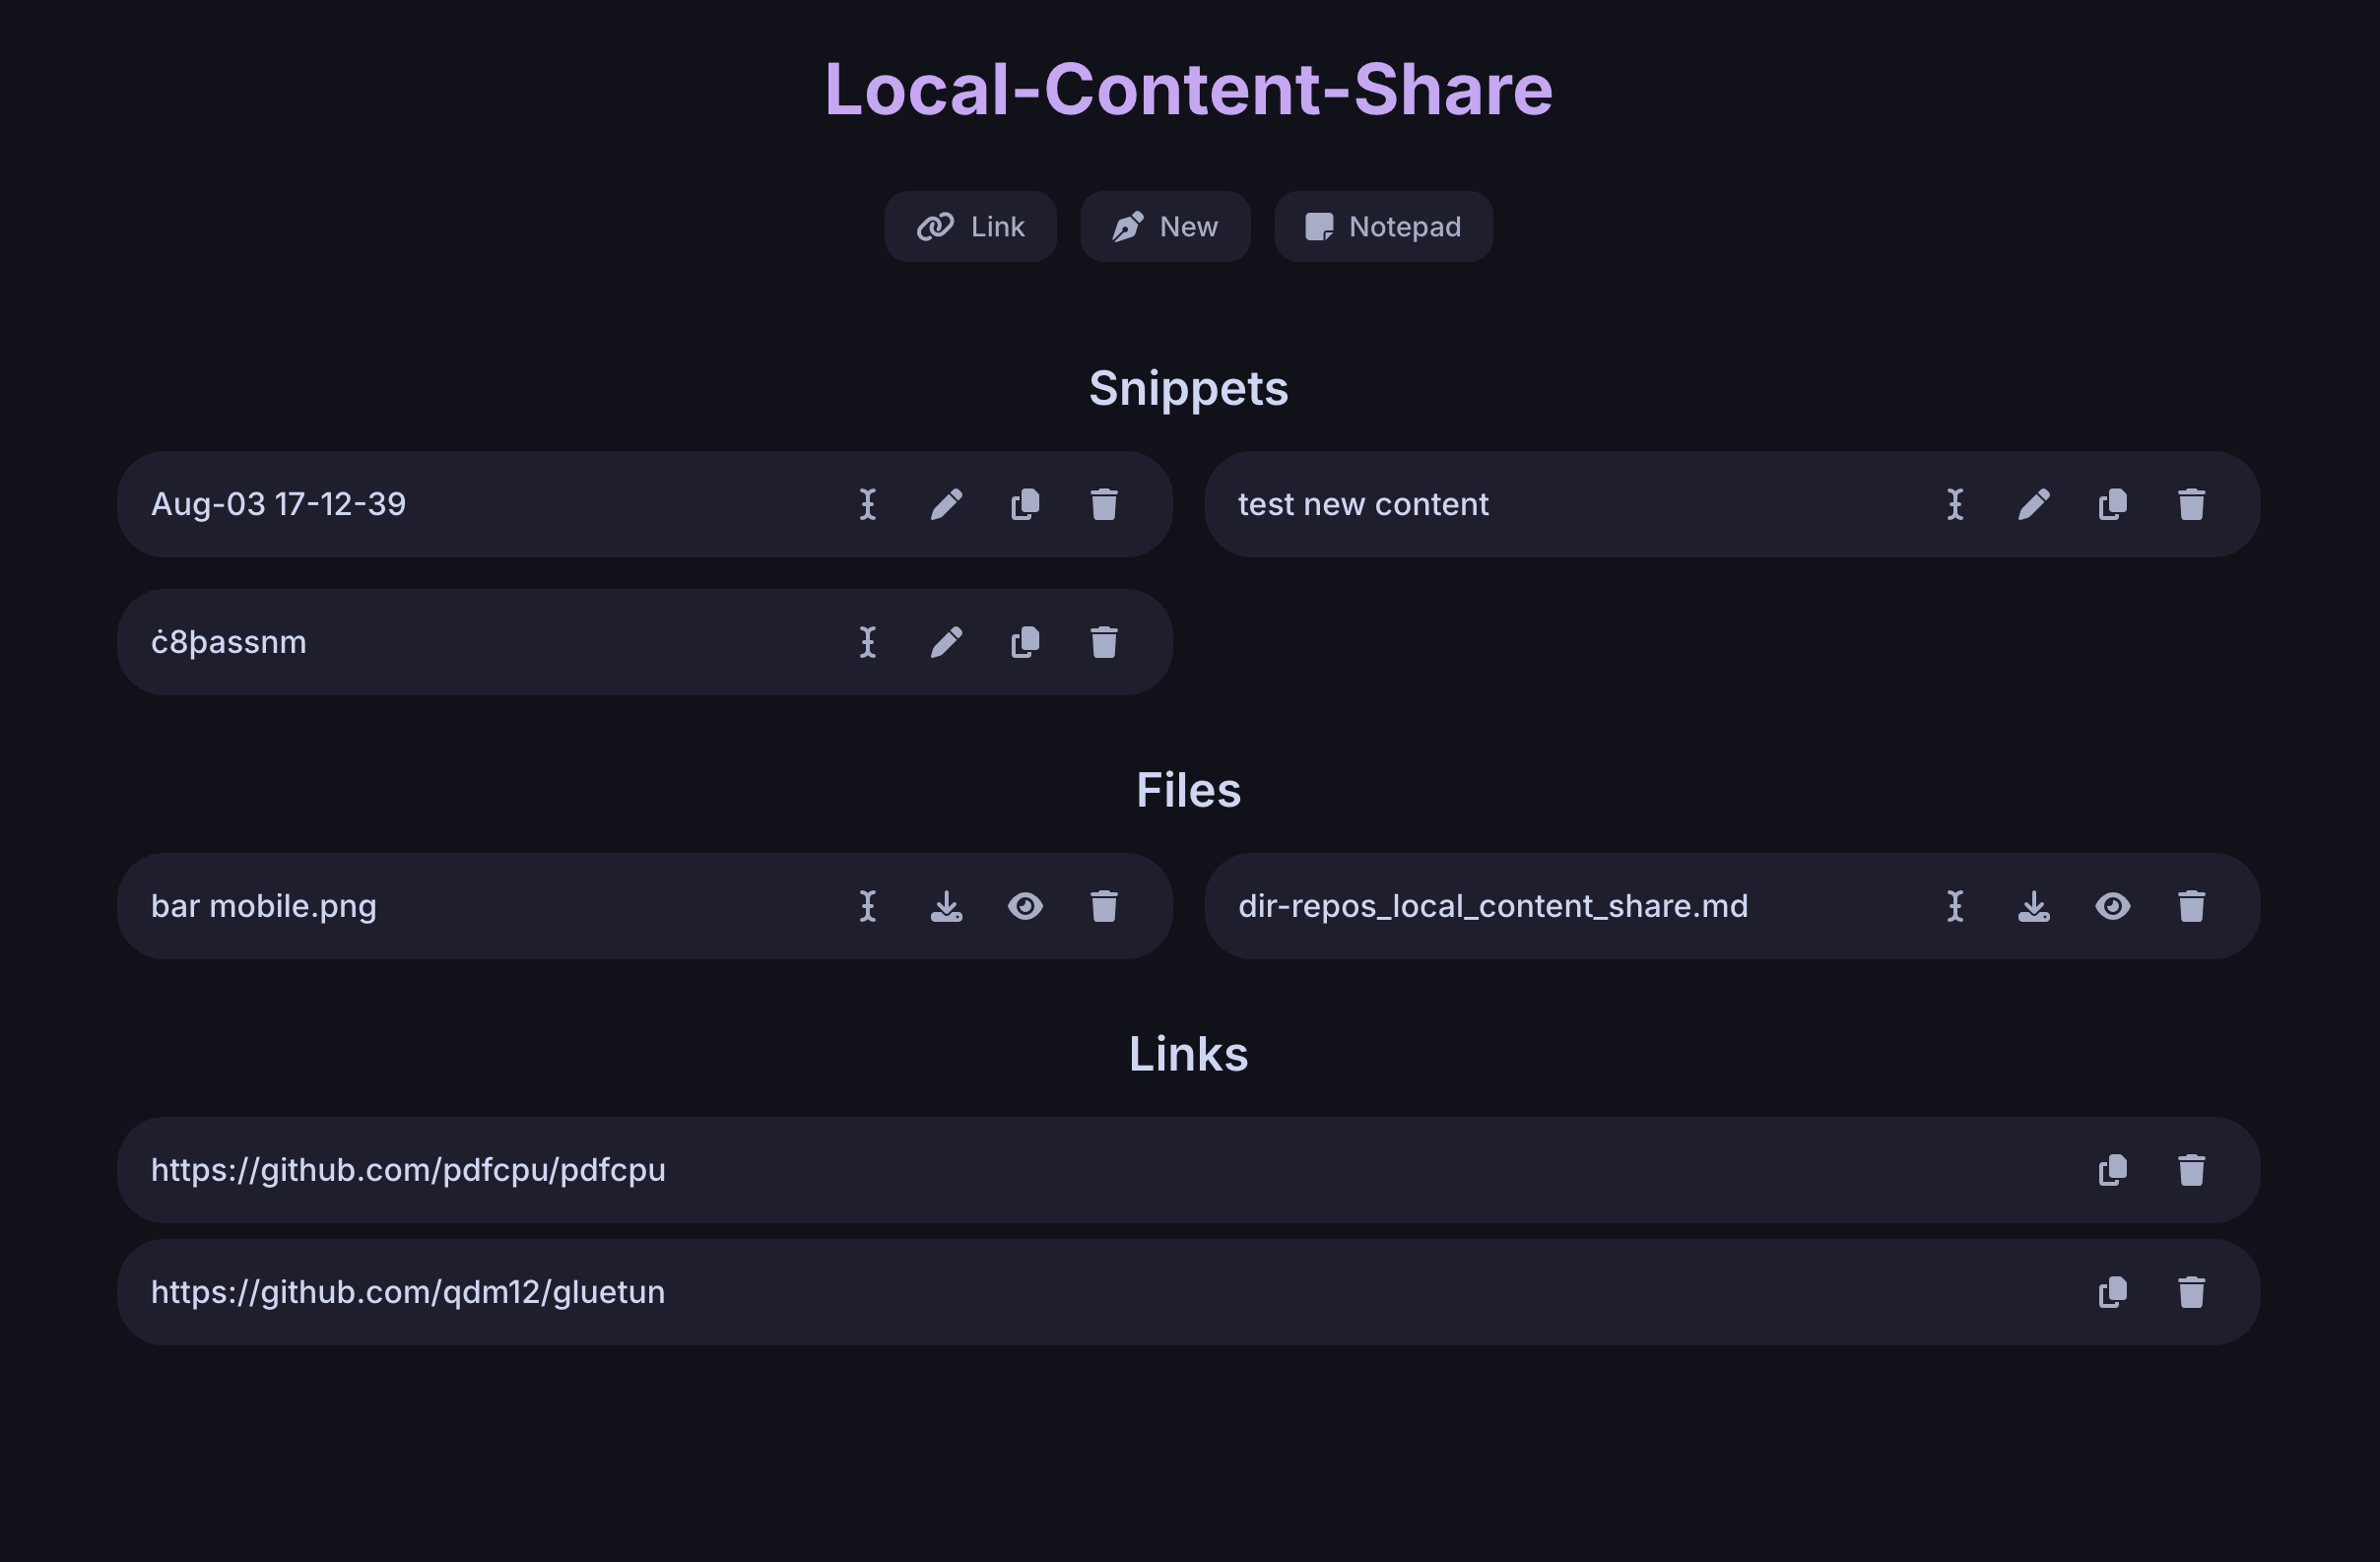 Local-Content-Share
Link New Notepad
Snippets
Aug-03 17-12-39
test new content
ċ8þassnm
Files
bar mobile.png
dir-repos_local_content_share.md
Links
https://github.com/pdfcpu/pdfcpu
https://github.com/qdm12/gluetun